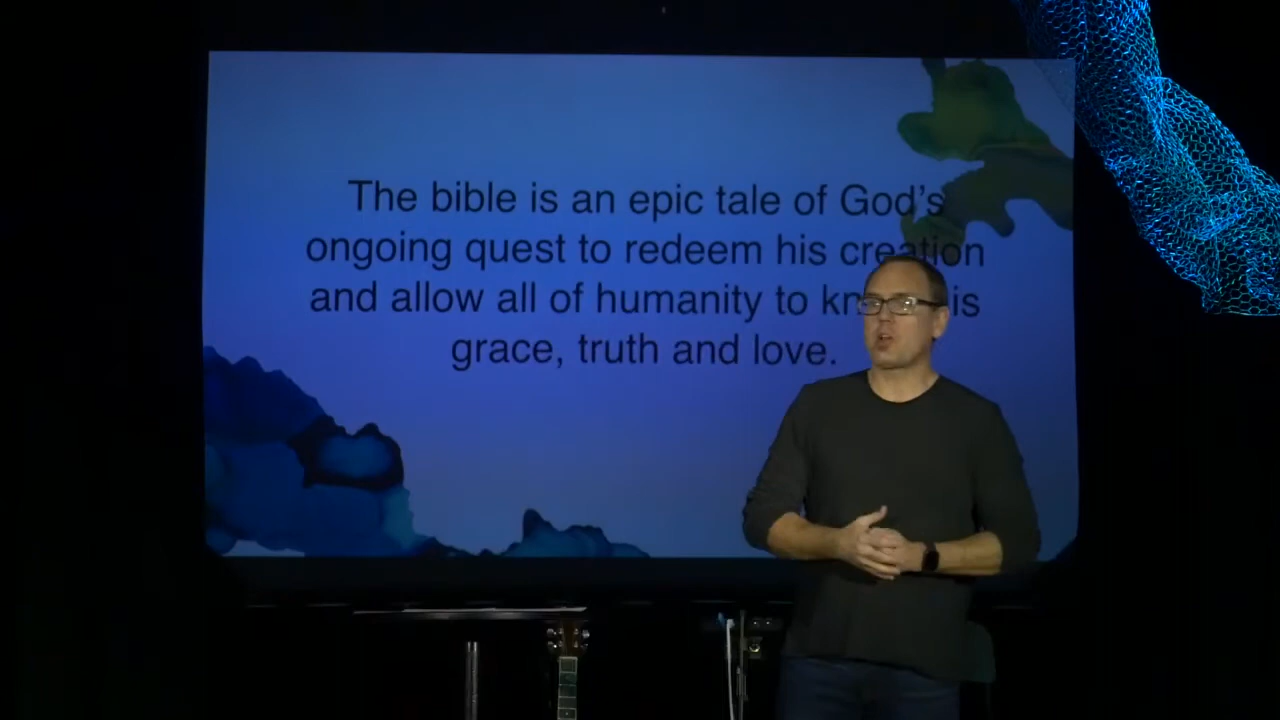 The bible is an epic tale of God's
ongoing quest to redeem his creation
and allow all of humanity to is
grace, truth and love.